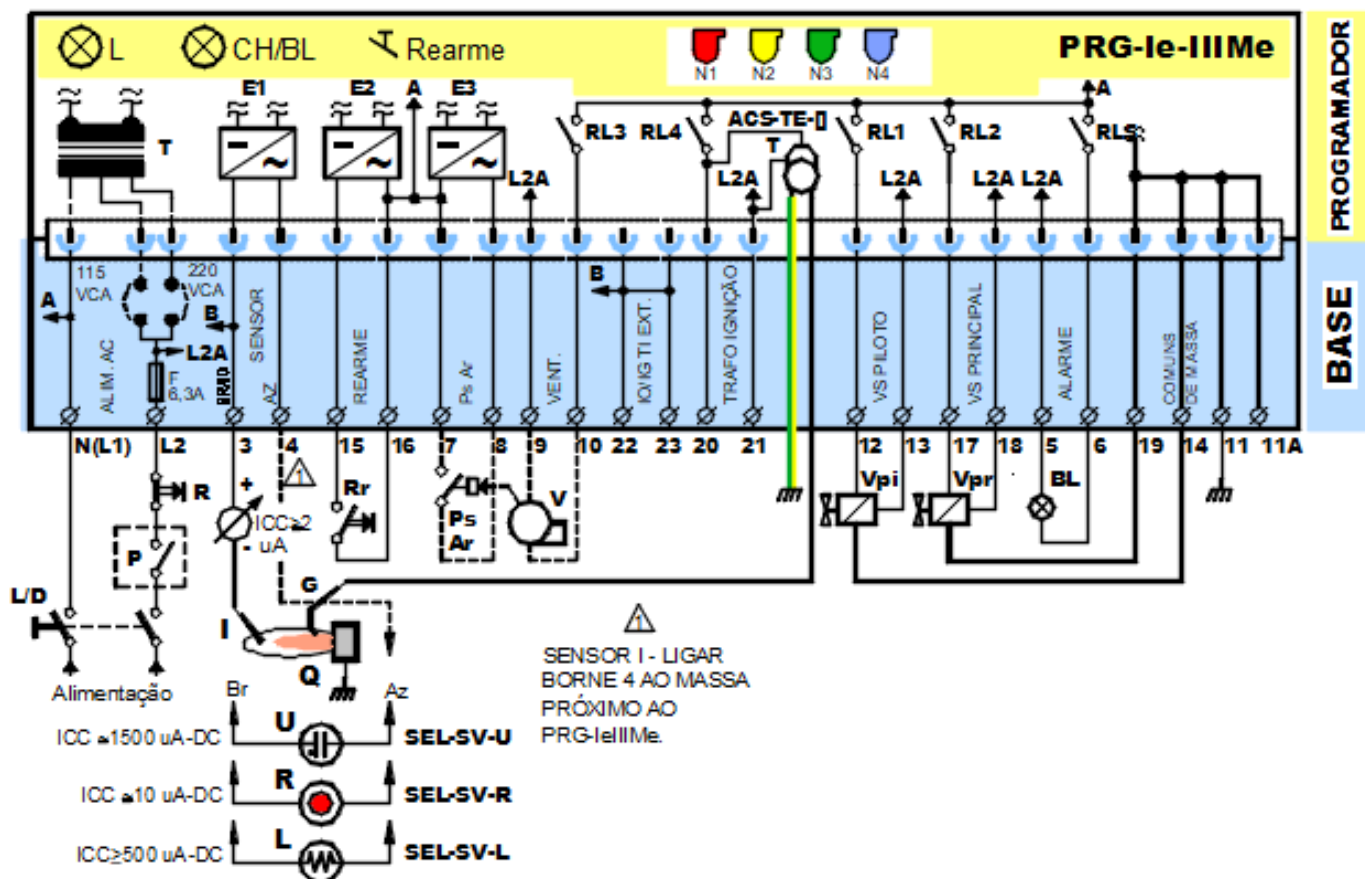 L
CH/BL
Rearme
N1
N2
N3
N4
PRG-Ie-IIIMe
PROGRAMADOR
BASE
T
E1
E2
A
E3
L2A
RL3
RL4
ACS-TE-▯
T
L2A
RL1
L2A
RL2
L2A
L2A
A
RLS
A
115
VCA
220
VCA
L2A
F
6,3A
ALIM. AC
B
BRMD
SENSOR
AZ
REARME
Ps Ar
VENT.
B
IO/IG TI EXT.
TRAFO IGNIÇÃO
VS PILOTO
VS PRINCIPAL
ALARME
COMUNS
DE MASSA
N(L1)
L2
3
4
15
16
7
8
9
10
22
23
20
21
12
13
17
18
5
6
19
14
11
11A
R
P
L/D
Alimentação
+
ICC≥2
- uA
1
Rr
Ps
Ar
V
Vpi
Vpr
BL
G
I
Q
Br
Az
1
SENSOR I - LIGAR
BORNE 4 AO MASSA
PRÓXIMO AO
PRG-IeIIIMe.
ICC ≃1500 uA-DC
U
SEL-SV-U
ICC ≃10 uA-DC
R
SEL-SV-R
ICC≥500 uA-DC
L
SEL-SV-L